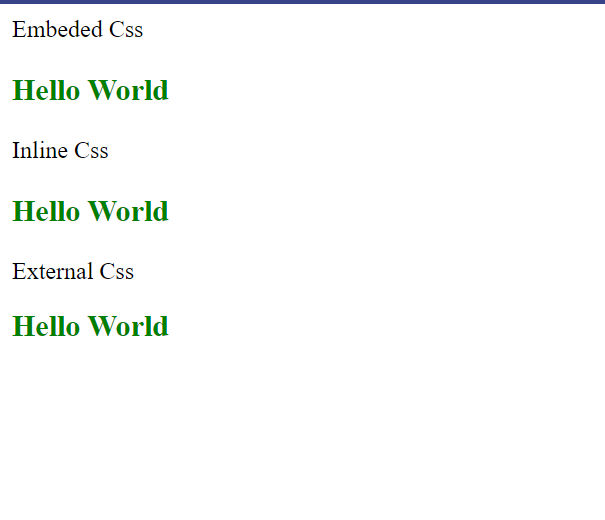 Embeded Css
Hello World
Inline Css
Hello World
External Css
Hello World